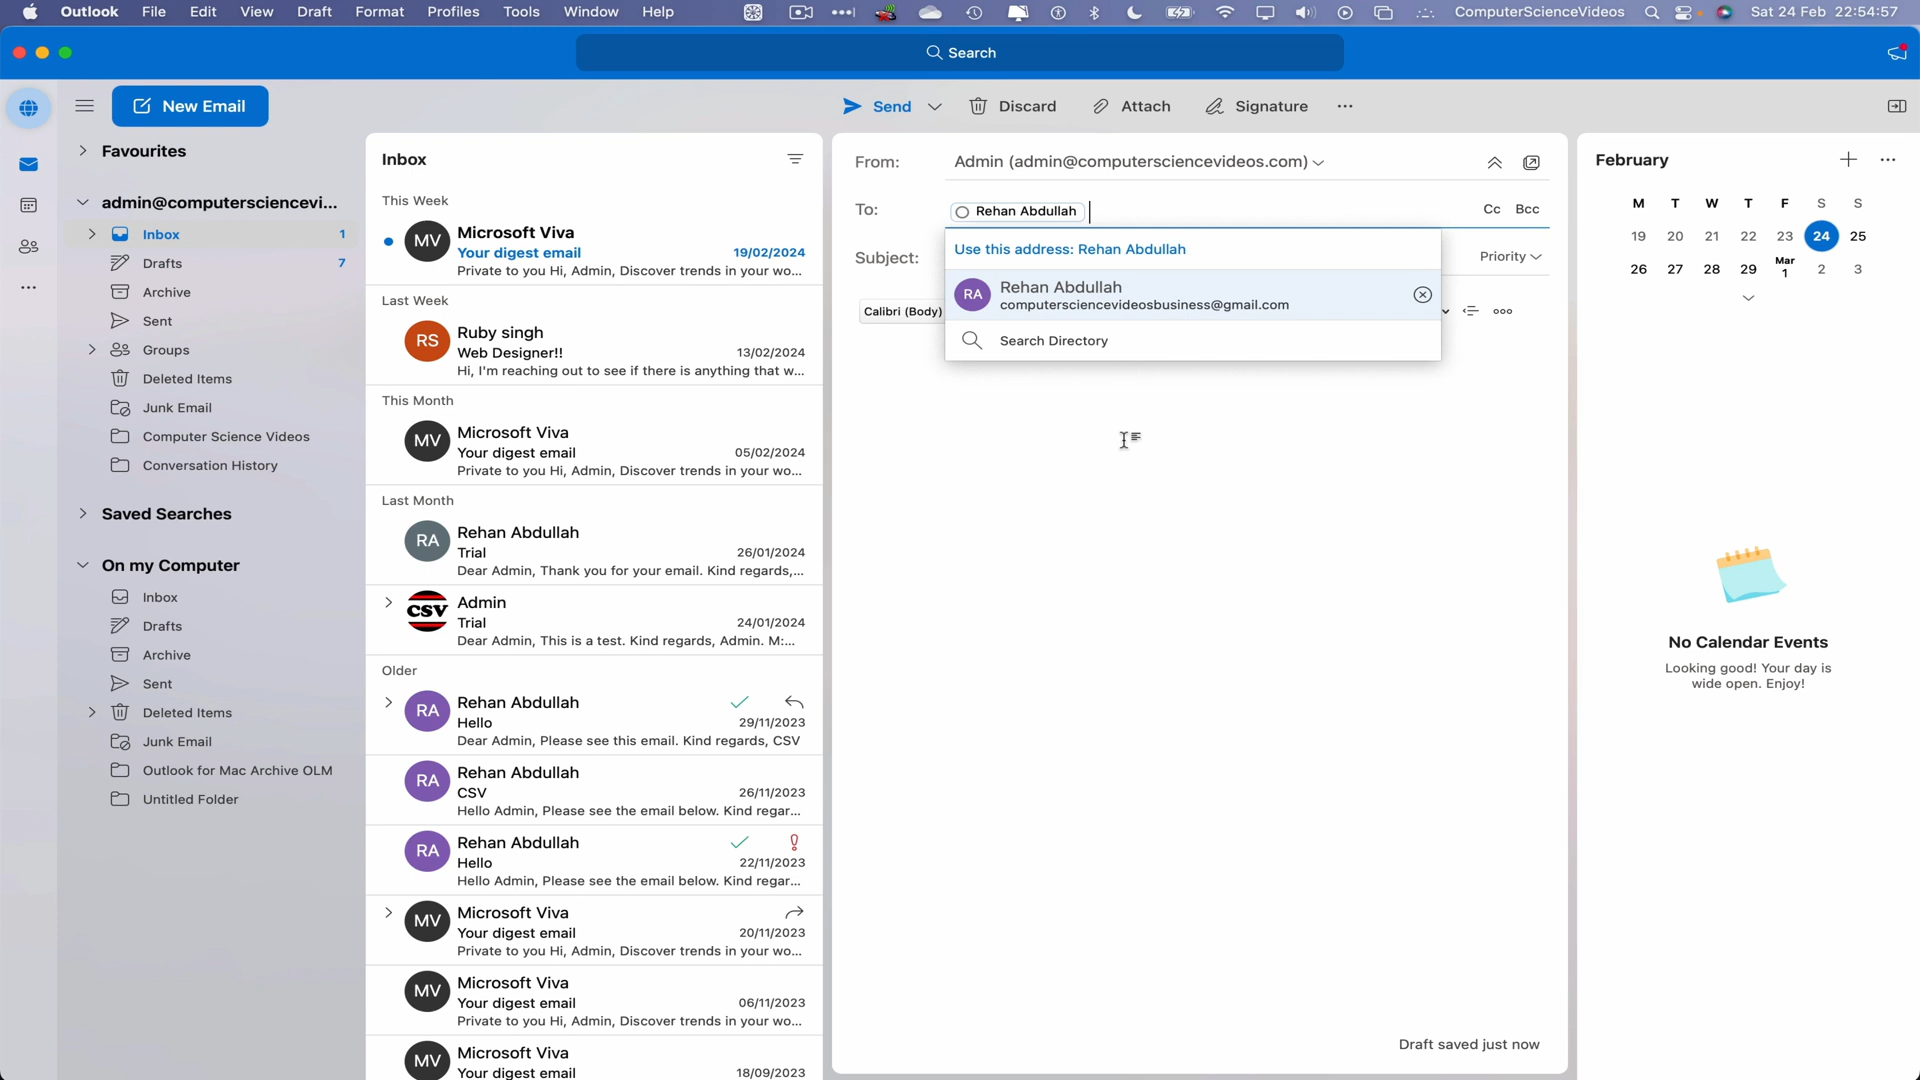 Outlook File Edit View Draft Format Profiles Tools Window Help ComputerScienceVideos Sat 24 Feb 22:54:57
Search
New Email
Send Discard Attach Signature
Favourites
admin@computersciencevi...
Inbox 1
Drafts 7
Archive
Sent
Groups
Deleted Items
Junk Email
Computer Science Videos
Conversation History
Saved Searches
On my Computer
Inbox
Drafts
Archive
Sent
Deleted Items
Junk Email
Outlook for Mac Archive OLM
Untitled Folder
Inbox
This Week
MV
Microsoft Viva
Your digest email 19/02/2024
Private to you Hi, Admin, Discover trends in your wo...
Last Week
RS
Ruby singh
Web Designer!! 13/02/2024
Hi, I'm reaching out to see if there is anything that w...
This Month
MV
Microsoft Viva
Your digest email 05/02/2024
Private to you Hi, Admin, Discover trends in your wo...
Last Month
RA
Rehan Abdullah
Trial 26/01/2024
Dear Admin, Thank you for your email. Kind regards,...
CSV
Admin
Trial 24/01/2024
Dear Admin, This is a test. Kind regards, Admin. M:...
Older
RA
Rehan Abdullah
Hello 29/11/2023
Dear Admin, Please see this email. Kind regards, CSV
RA
Rehan Abdullah
CSV 26/11/2023
Hello Admin, Please see the email below. Kind regar...
RA
Rehan Abdullah
Hello 22/11/2023
Hello Admin, Please see the email below. Kind regar...
MV
Microsoft Viva
Your digest email 20/11/2023
Private to you Hi, Admin, Discover trends in your wo...
MV
Microsoft Viva
Your digest email 06/11/2023
Private to you Hi, Admin, Discover trends in your wo...
MV
Microsoft Viva
Your digest email 18/09/2023
From: Admin (admin@computersciencevideos.com)
To: Rehan Abdullah Cc Bcc
Use this address: Rehan Abdullah
Subject: Priority
RA
Rehan Abdullah
computersciencevideosbusiness@gmail.com
Calibri (Body)
Search Directory
Draft saved just now
February
M T W T F S S
19 20 21 22 23 24 25
26 27 28 29 Mar 1 2 3
No Calendar Events
Looking good! Your day is
wide open. Enjoy!